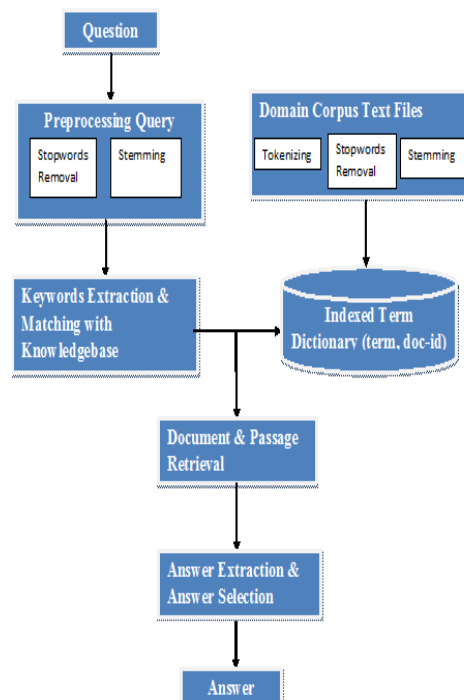 Question
Preprocessing Query
Stopwords
Removal
Stemming
Domain Corpus Text Files
Tokenizing
Stopwords
Removal
Stemming
Keywords Extraction &
Matching with
Knowledgebase
Indexed Term
Dictionary (term, doc-id)
Document & Passage
Retrieval
Answer Extraction &
Answer Selection
Answer